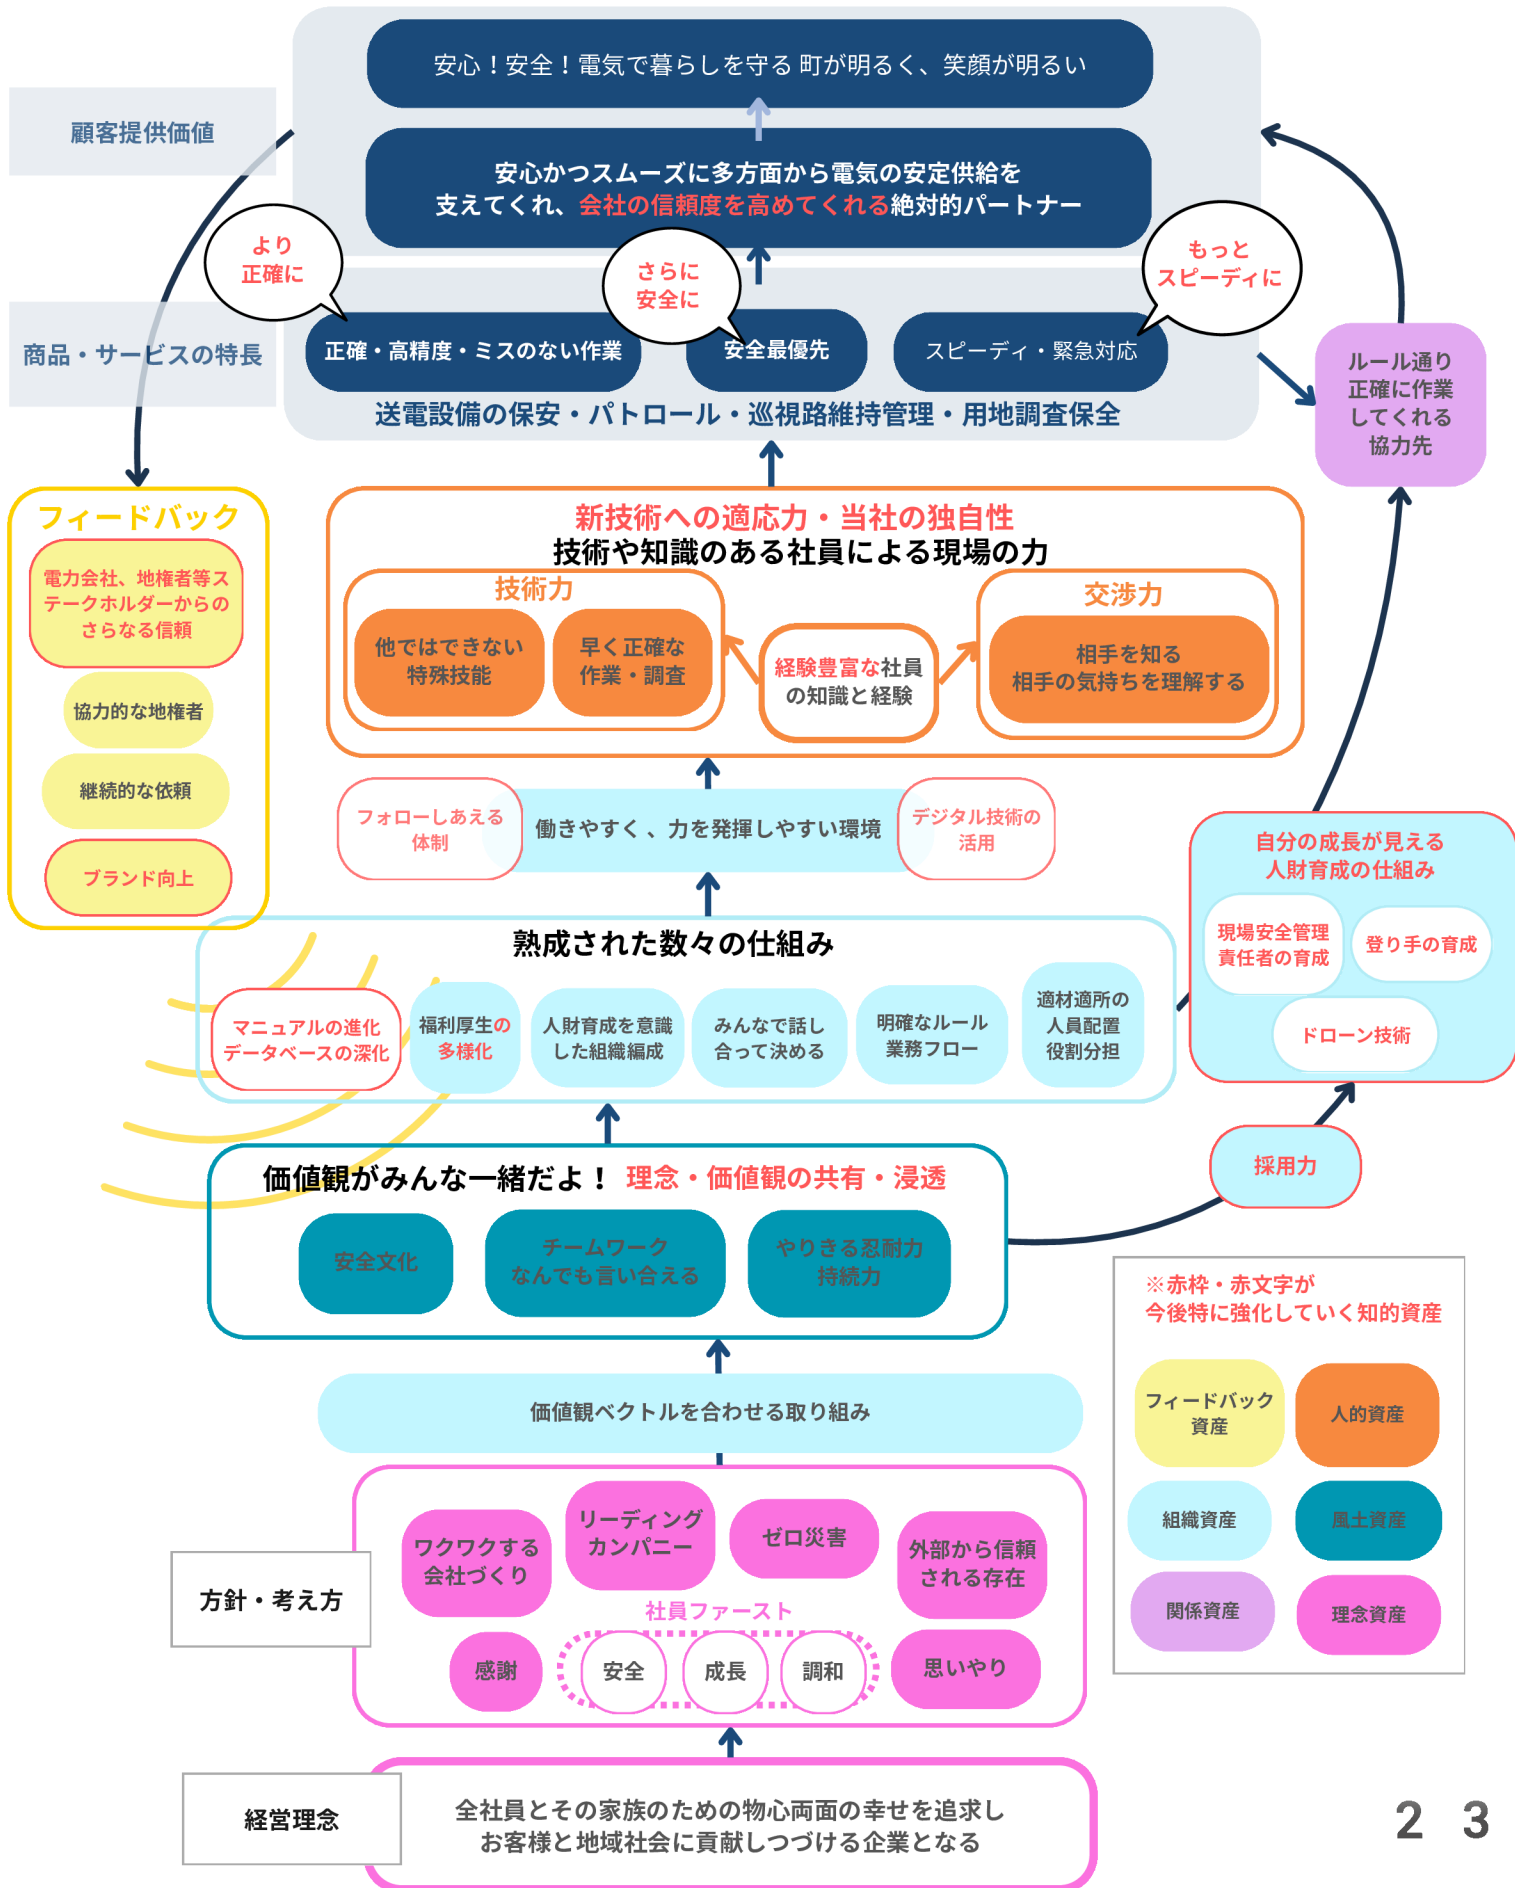 安心！安全！電気で暮らしを守る 町が明るく、笑顔が明るい
顧客提供価値
安心かつスムーズに多方面から電気の安定供給を
支えてくれ、会社の信頼度を高めてくれる絶対的パートナー
より
正確に
さらに
安全に
もっと
スピーディに
商品・サービスの特長
正確・高精度・ミスのない作業
安全最優先
スピーディ・緊急対応
送電設備の保安・パトロール・巡視路維持管理・用地調査保全
ルール通り
正確に作業
してくれる
協力先
フィードバック
電力会社、地権者等ス
テークホルダーからの
さらなる信頼
協力的な地権者
継続的な依頼
ブランド向上
新技術への適応力・当社の独自性
技術や知識のある社員による現場の力
技術力
他ではできない
特殊技能
早く正確な
作業・調査
経験豊富な社員
の知識と経験
交渉力
相手を知る
相手の気持ちを理解する
フォローしあえる
体制
働きやすく 、力を発揮しやすい環境
デジタル技術の
活用
自分の成長が見える
人財育成の仕組み
現場安全管理
責任者の育成
登り手の育成
ドローン技術
熟成された数々の仕組み
マニュアルの進化
データベースの深化
福利厚生の
多様化
人財育成を意識
した組織編成
みんなで話し
合って決める
明確なルール
業務フロー
適材適所の
人員配置
役割分担
採用力
価値観がみんな一緒だよ！ 理念・価値観の共有・浸透
安全文化
チームワーク
なんでも言い合える
やりきる忍耐力
持続力
※赤枠・赤文字が
今後特に強化していく知的資産
フィードバック
資産
人的資産
組織資産
風土資産
関係資産
理念資産
価値観ベクトルを合わせる取り組み
方針・考え方
ワクワクする
会社づくり
リーディング
カンパニー
ゼロ災害
外部から信頼
される存在
社員ファースト
感謝
安全
成長
調和
思いやり
経営理念
全社員とその家族のための物心両面の幸せを追求し
お客様と地域社会に貢献しつづける企業となる
2 3